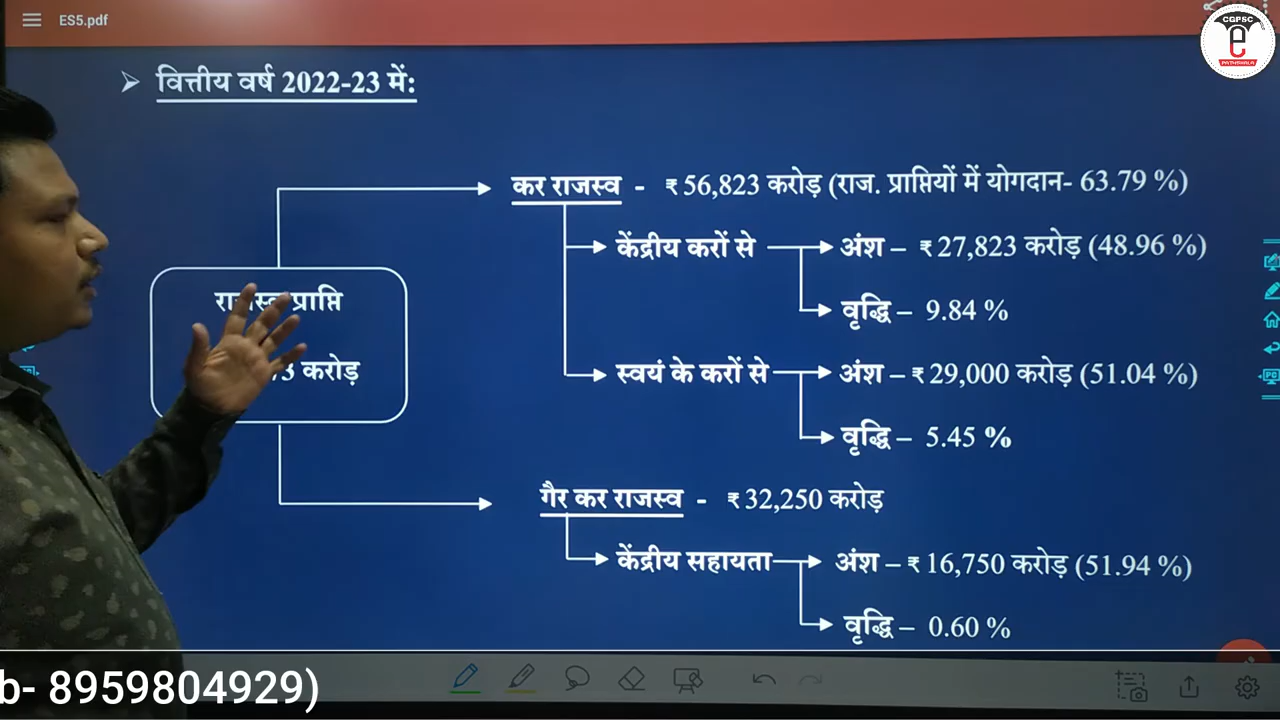 ES5.pdf
CGPSC
e
PATHSHALA
➢ वित्तीय वर्ष 2022-23 में:
कर राजस्व - ₹ 56,823 करोड़ (राज. प्राप्तियों में योगदान- 63.79 %)
केंद्रीय करों से
अंश – ₹ 27,823 करोड़ (48.96 %)
वृद्धि – 9.84 %
राजस्व प्राप्ति
करोड़
स्वयं के करों से
अंश – ₹ 29,000 करोड़ (51.04 %)
वृद्धि – 5.45 %
गैर कर राजस्व - ₹ 32,250 करोड़
केंद्रीय सहायता
अंश – ₹ 16,750 करोड़ (51.94 %)
वृद्धि – 0.60 %
b- 8959804929)